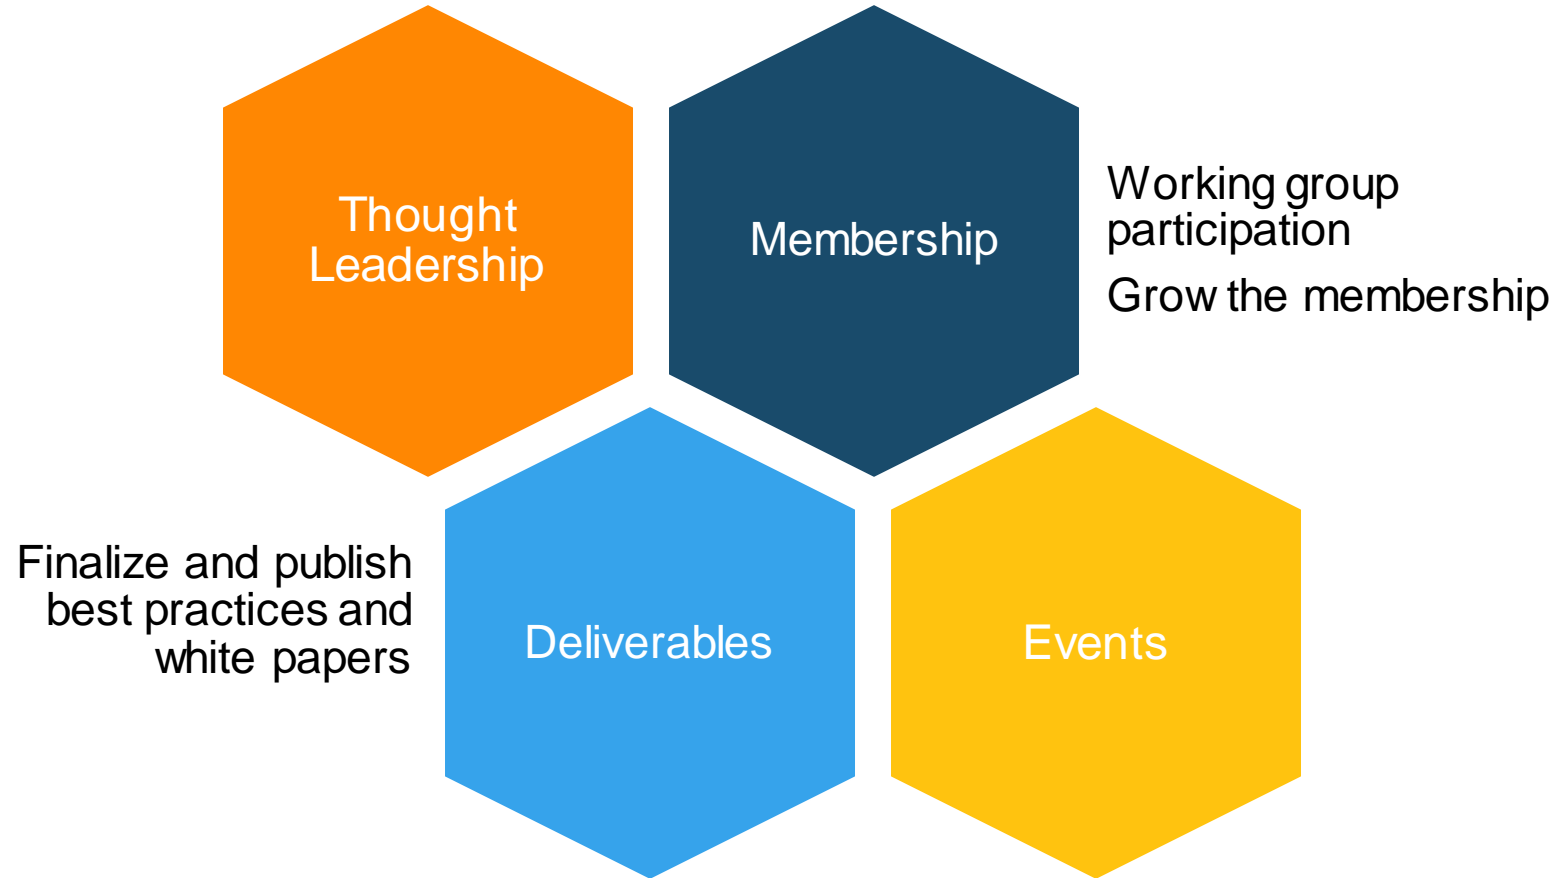 Thought
Leadership
Membership
Working group
participation
Grow the membership
Finalize and publish
best practices and
white papers
Deliverables
Events